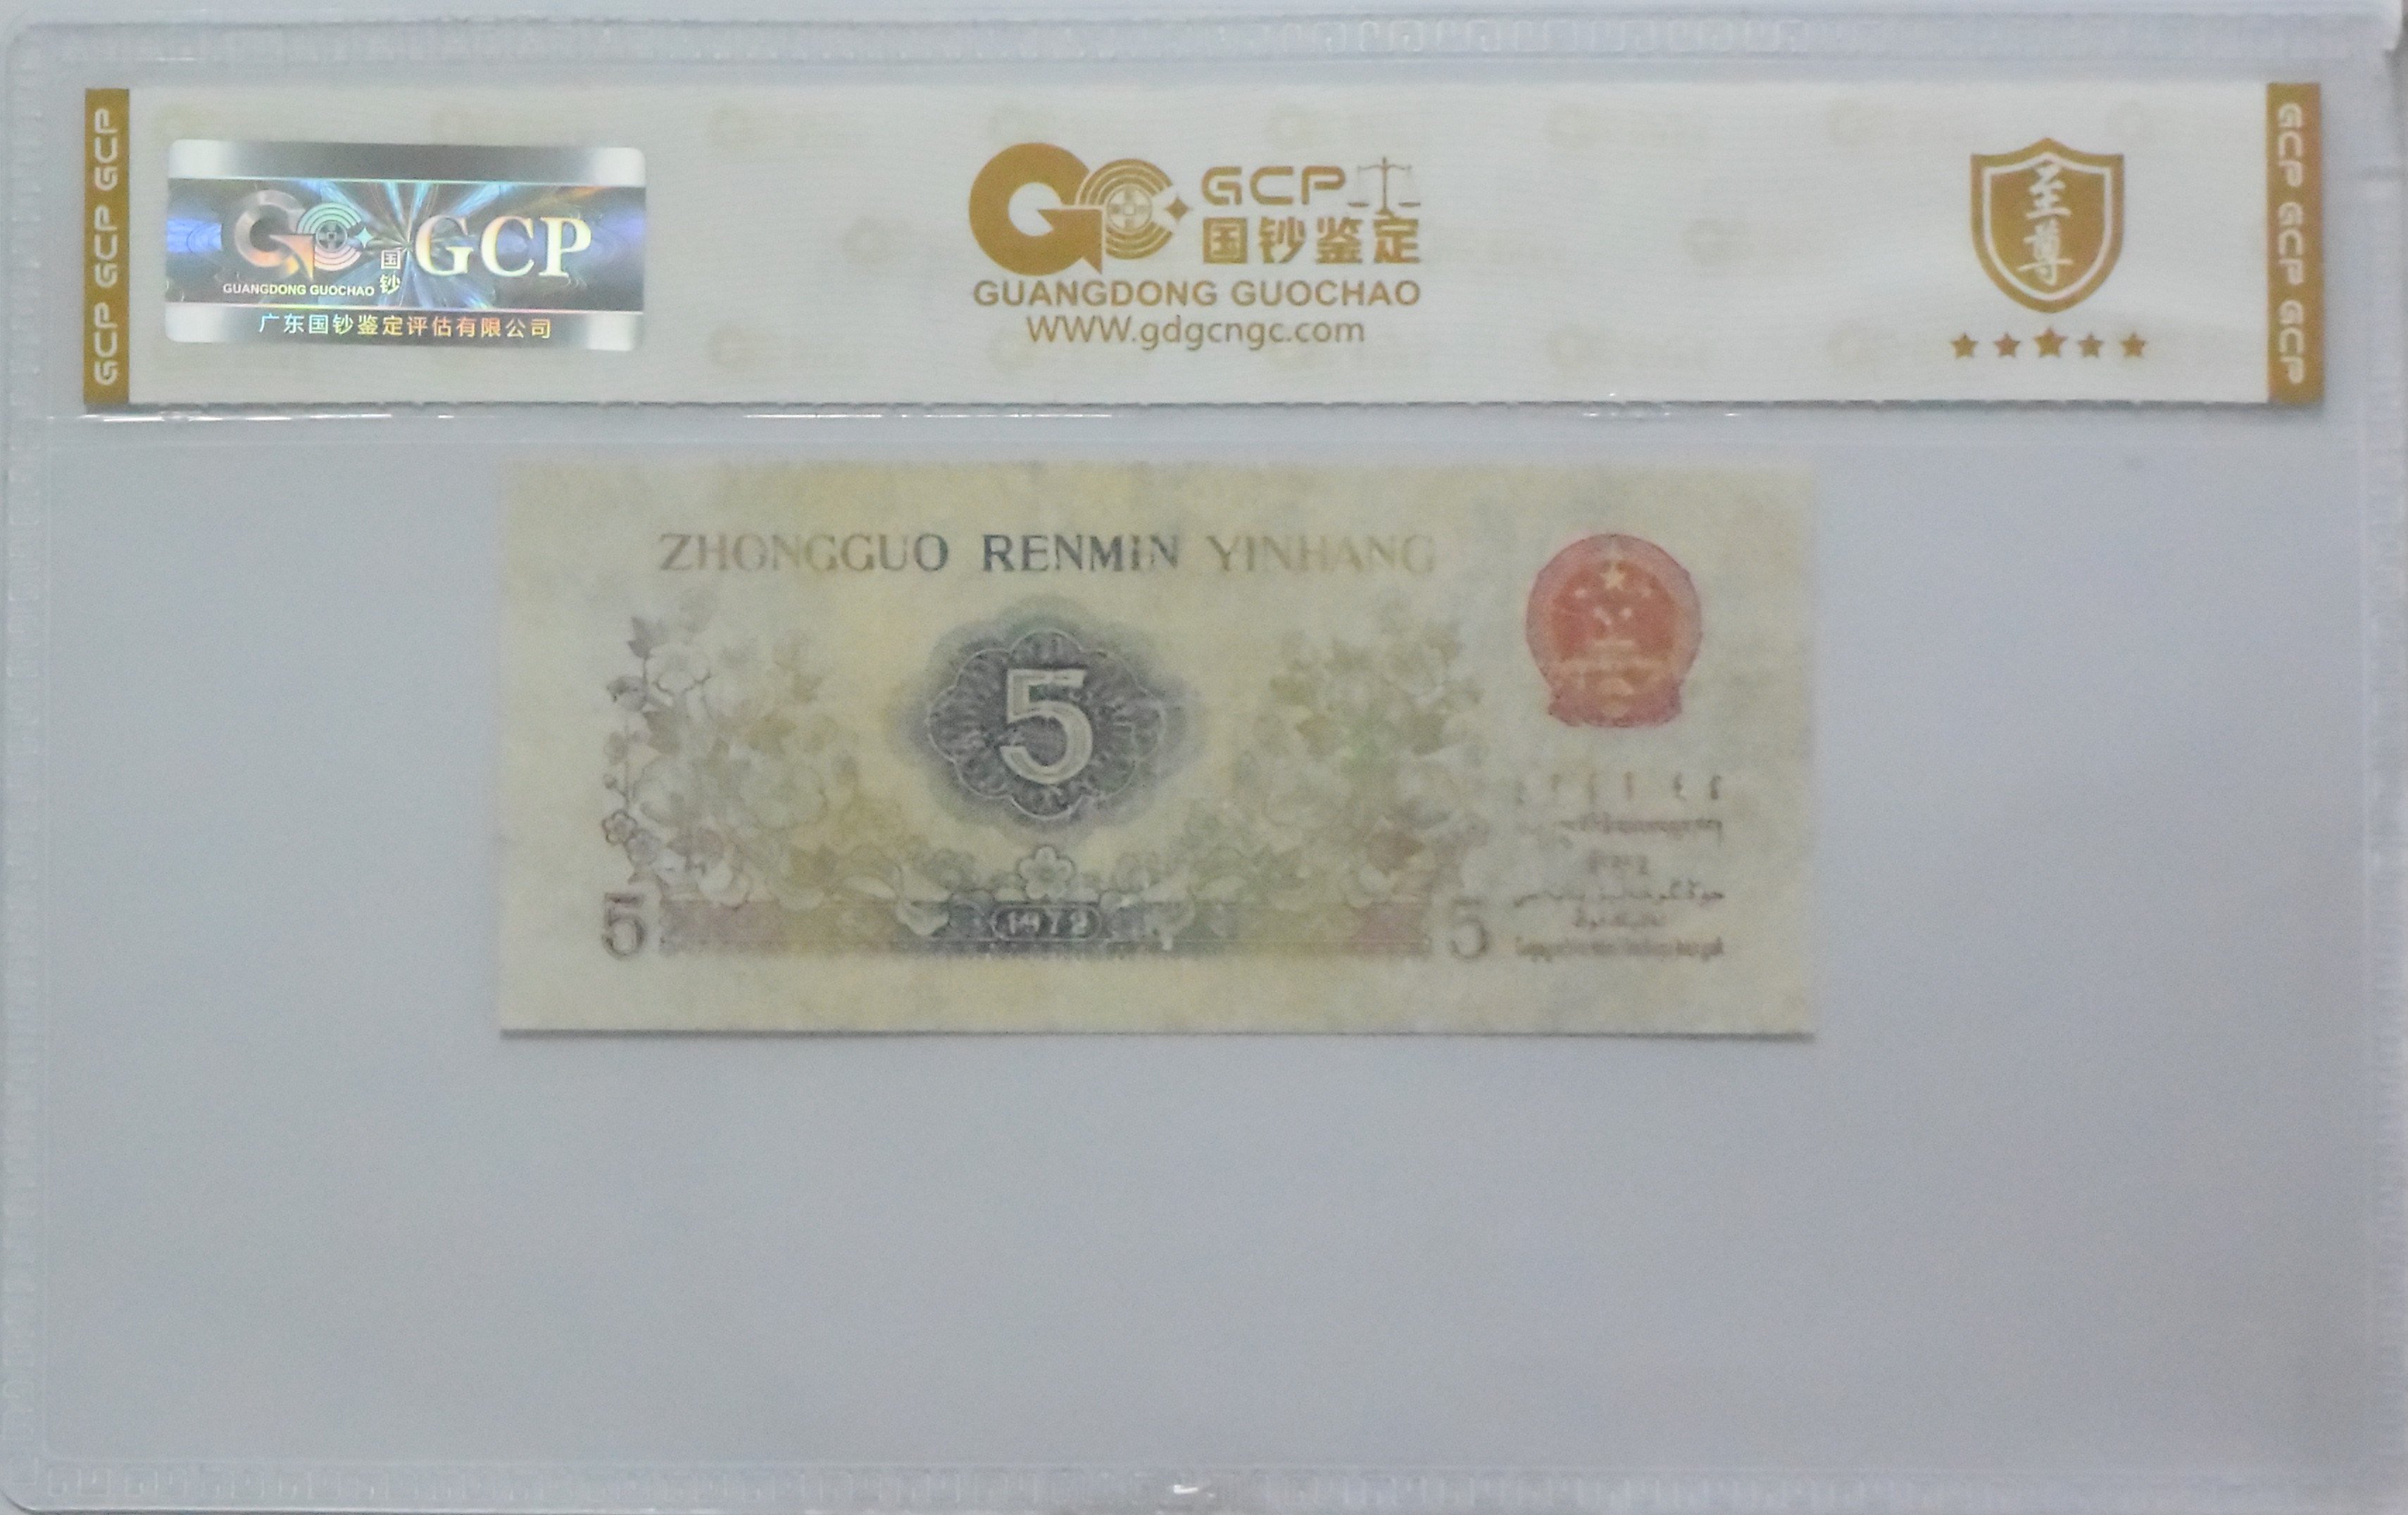 GCP GCP GCP
GUANGDONG GUOCHAO
国钞
GCP
广东国钞鉴定评估有限公司
GCP
国钞鉴定
GUANGDONG GUOCHAO
WWW.gdgcngc.com
至尊
GCP GCP GCP
ZHONGGUO RENMIN YINHANG
5
1972
5
5